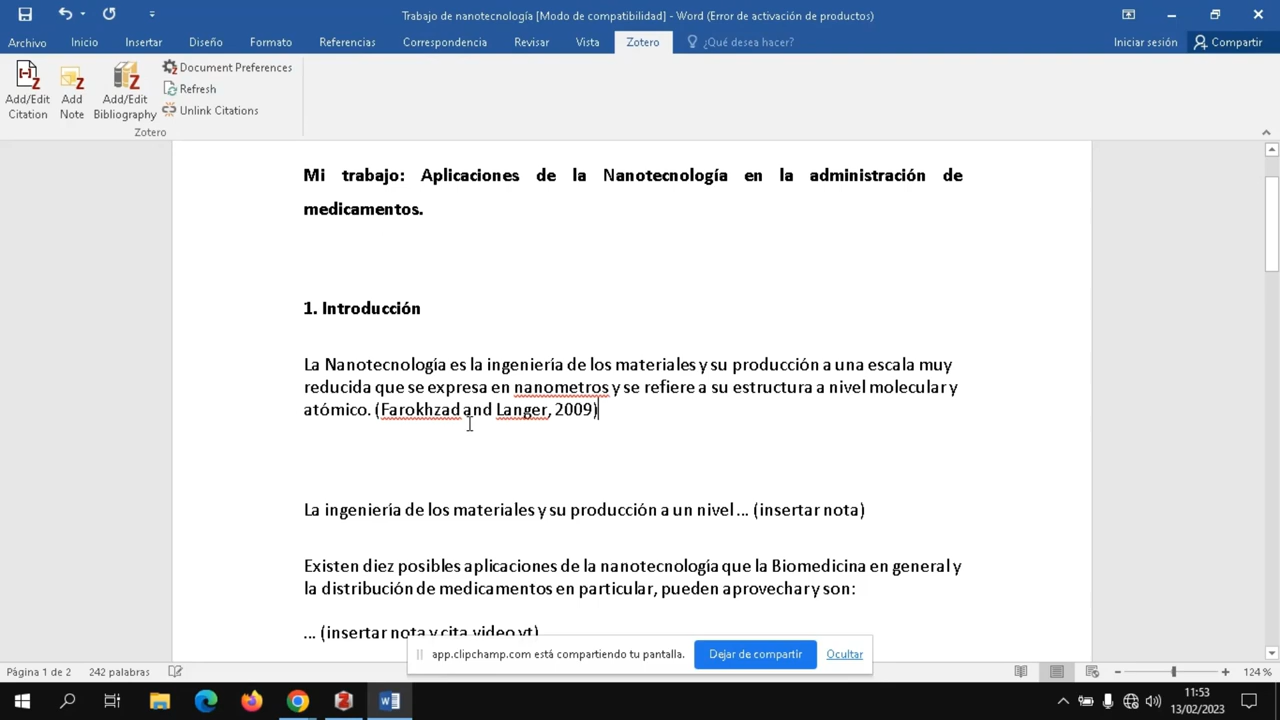 Trabajo de nanotecnología [Modo de compatibilidad] - Word (Error de activación de productos)
Archivo Inicio Insertar Diseño Formato Referencias Correspondencia Revisar Vista Zotero ¿Qué desea hacer? Iniciar sesión Compartir
Add/Edit Citation
Add Note
Add/Edit Bibliography
Document Preferences
Refresh
Unlink Citations
Zotero
Mi trabajo: Aplicaciones de la Nanotecnología en la administración de
medicamentos.
1. Introducción
La Nanotecnología es la ingeniería de los materiales y su producción a una escala muy
reducida que se expresa en nanometros y se refiere a su estructura a nivel molecular y
atómico. (Farokhzad and Langer, 2009)
La ingeniería de los materiales y su producción a un nivel ... (insertar nota)
Existen diez posibles aplicaciones de la nanotecnología que la Biomedicina en general y
la distribución de medicamentos en particular, pueden aprovechar y son:
... (insertar nota y cita video yt)
app.clipchamp.com está compartiendo tu pantalla. Dejar de compartir Ocultar
Página 1 de 2 242 palabras 124 %
11:53
13/02/2023